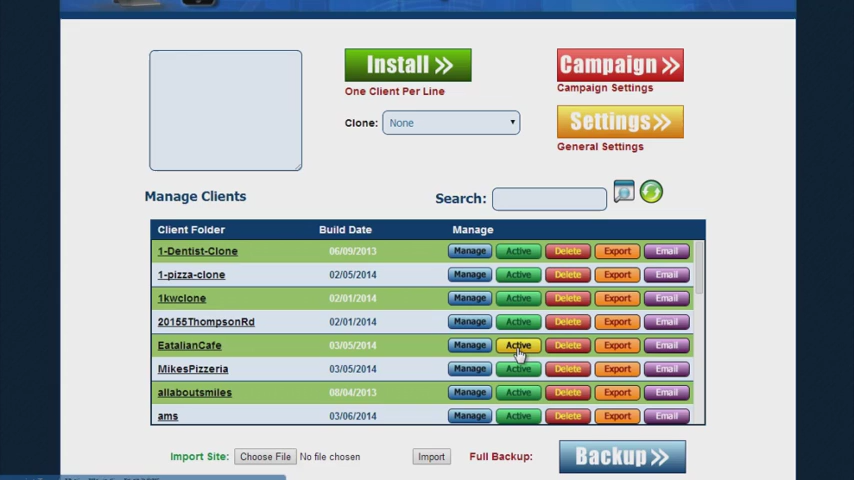 Install >>
Campaign >>
One Client Per Line
Campaign Settings
Clone: None
Settings >>
General Settings
Manage Clients
Search:
Client Folder Build Date Manage
1-Dentist-Clone 06/09/2013 Manage Active Delete Export Email
1-pizza-clone 02/05/2014 Manage Active Delete Export Email
1kwclone 02/01/2014 Manage Active Delete Export Email
20155ThompsonRd 02/01/2014 Manage Active Delete Export Email
EatalianCafe 03/05/2014 Manage Active Delete Export Email
MikesPizzeria 03/05/2014 Manage Active Delete Export Email
allaboutsmiles 08/04/2013 Manage Active Delete Export Email
ams 03/06/2014 Manage Active Delete Export Email
Import Site: Choose File No file chosen Import Full Backup: Backup >>